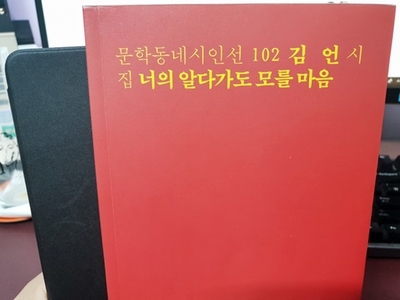 문학동네시인선 102 김 언 시
집 너의 알다가도 모를 마음